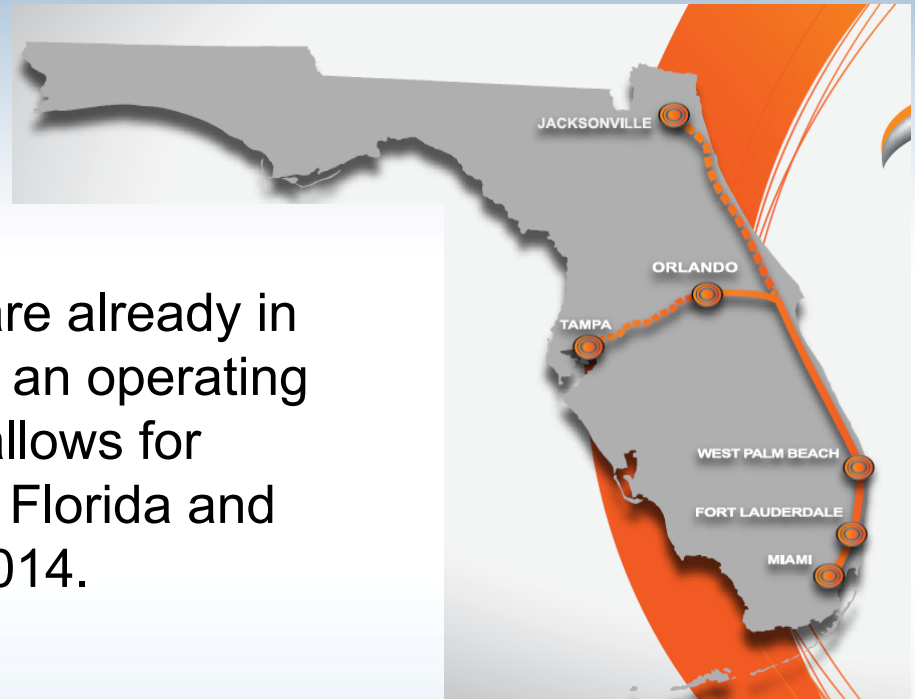 JACKSONVILLE
ORLANDO
TAMPA
are already in
an operating
allows for
Florida and
014.
WEST PALM BEACH
FORT LAUDERDALE
MIAMI